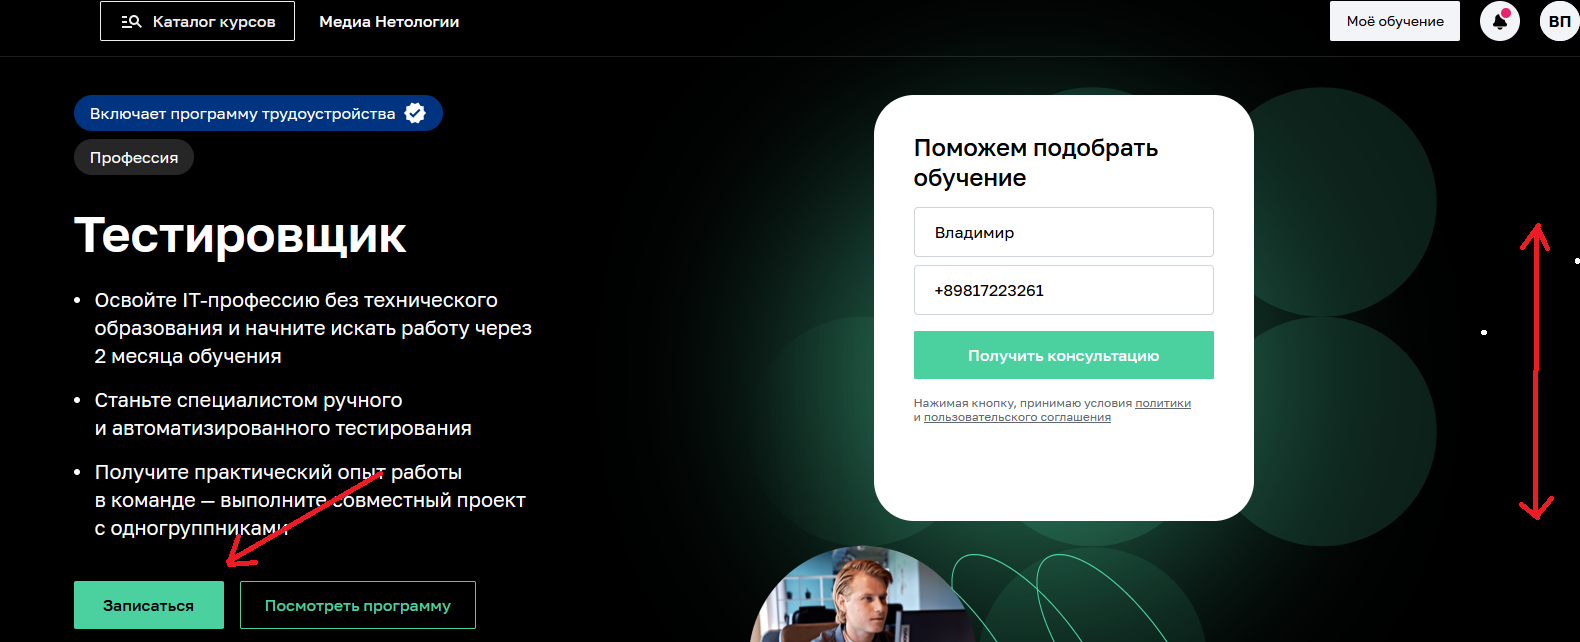 Каталог курсов
Медиа Нетологии
Моё обучение
ВП
Включает программу трудоустройства
Профессия
Тестировщик
• Освойте IT-профессию без технического
образования и начните искать работу через
2 месяца обучения
• Станьте специалистом ручного
и автоматизированного тестирования
• Получите практический опыт работы
в команде — выполните совместный проект
с одногруппниками
Записаться
Посмотреть программу
Поможем подобрать
обучение
Владимир
+89817223261
Получить консультацию
Нажимая кнопку, принимаю условия политики
и пользовательского соглашения